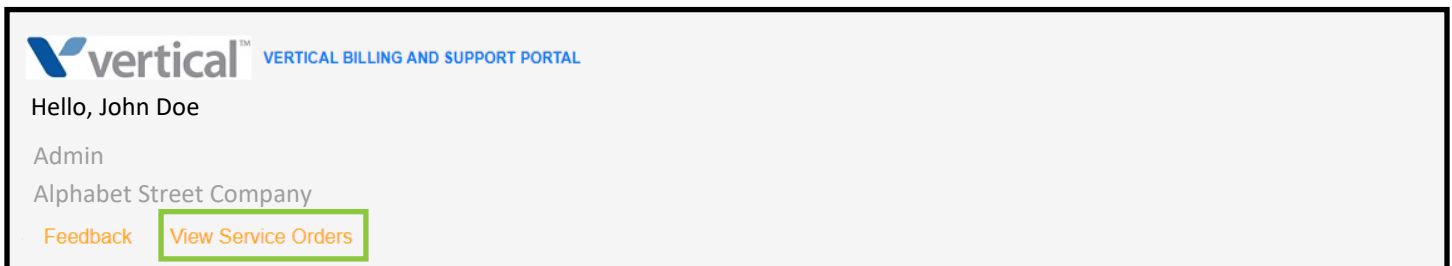 vertical™ VERTICAL BILLING AND SUPPORT PORTAL
Hello, John Doe
Admin
Alphabet Street Company
Feedback View Service Orders